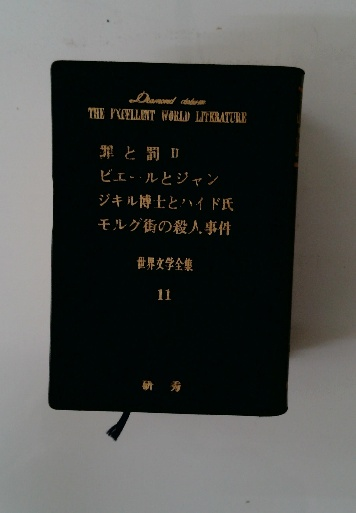 Diamond
THE EXCELLENT WORLD LITERATURE
罪と罰 II
ピエールとジャン
ジキル博士とハイド氏
モルグ街の殺人事件
世界文学全集
11
研秀